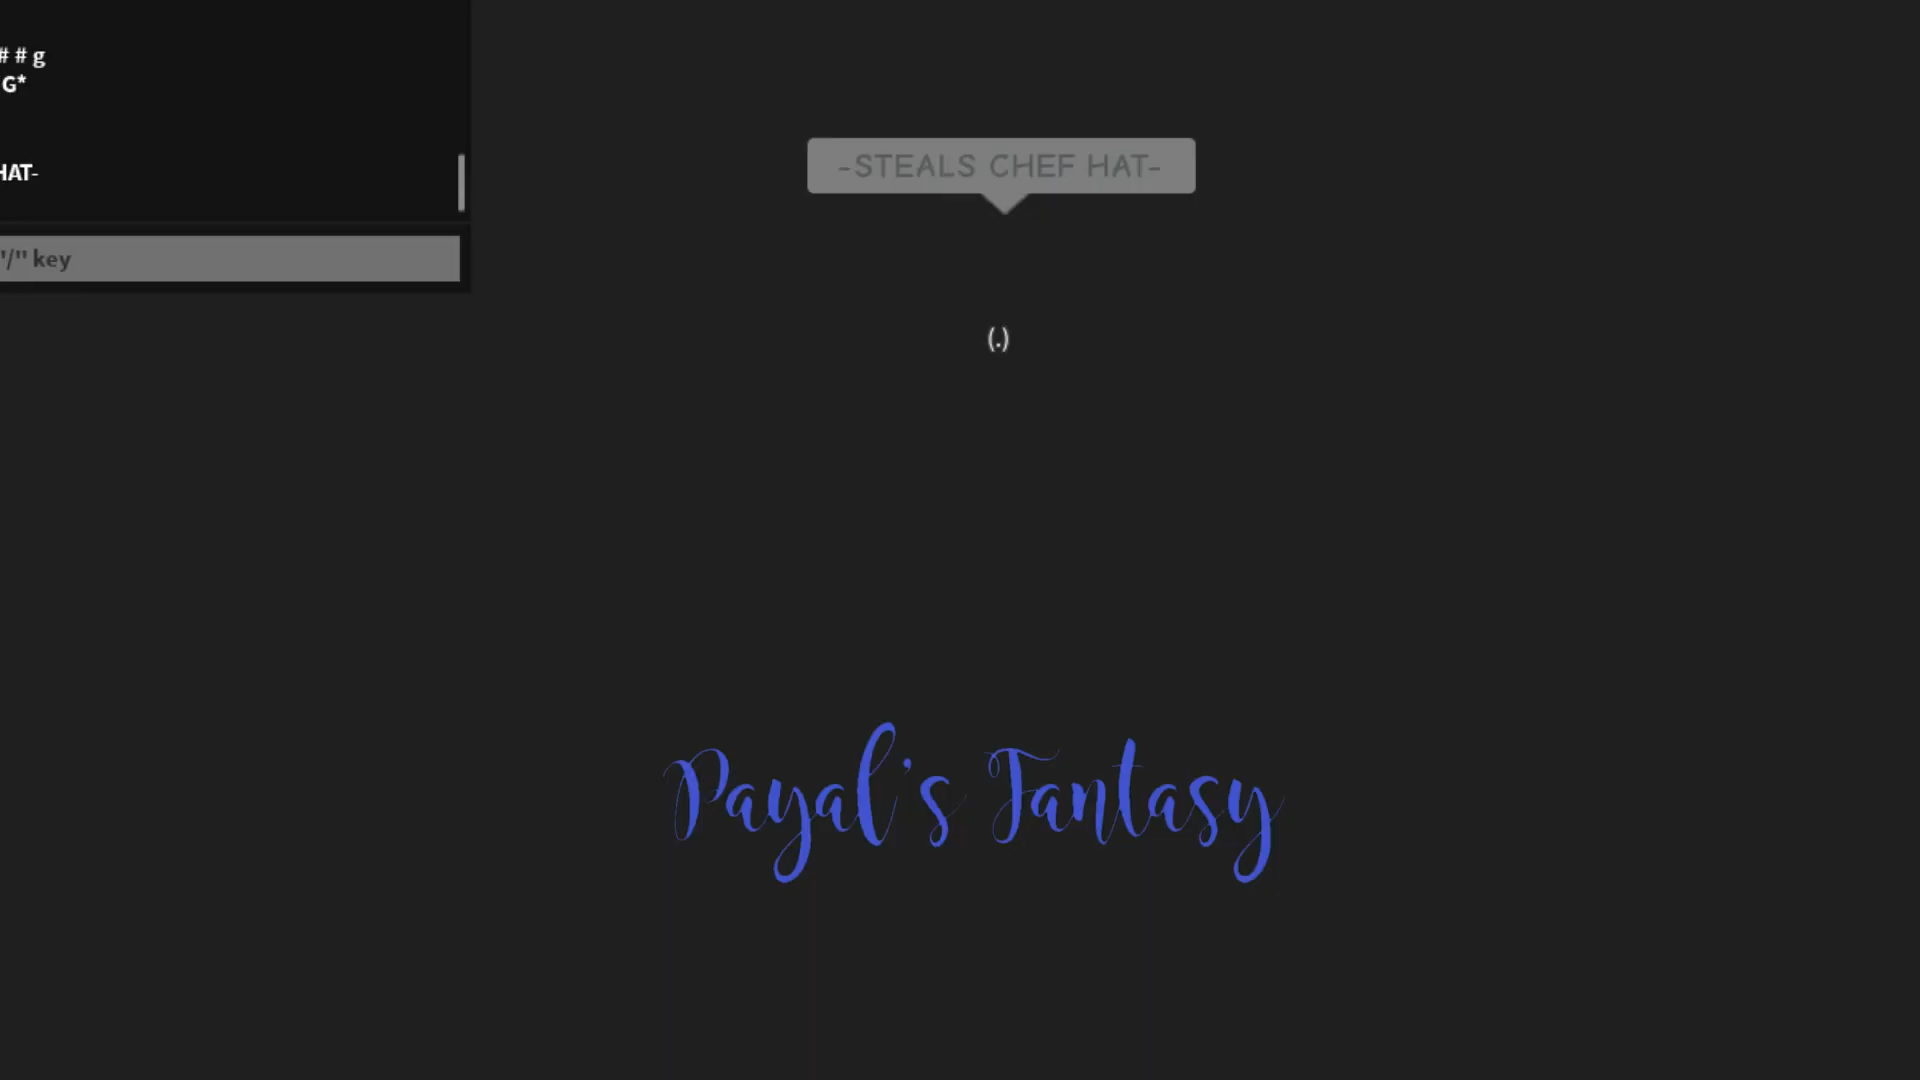 # # g
G*
HAT-
"/" key
-STEALS CHEF HAT-
(.)
Payal's Fantasy